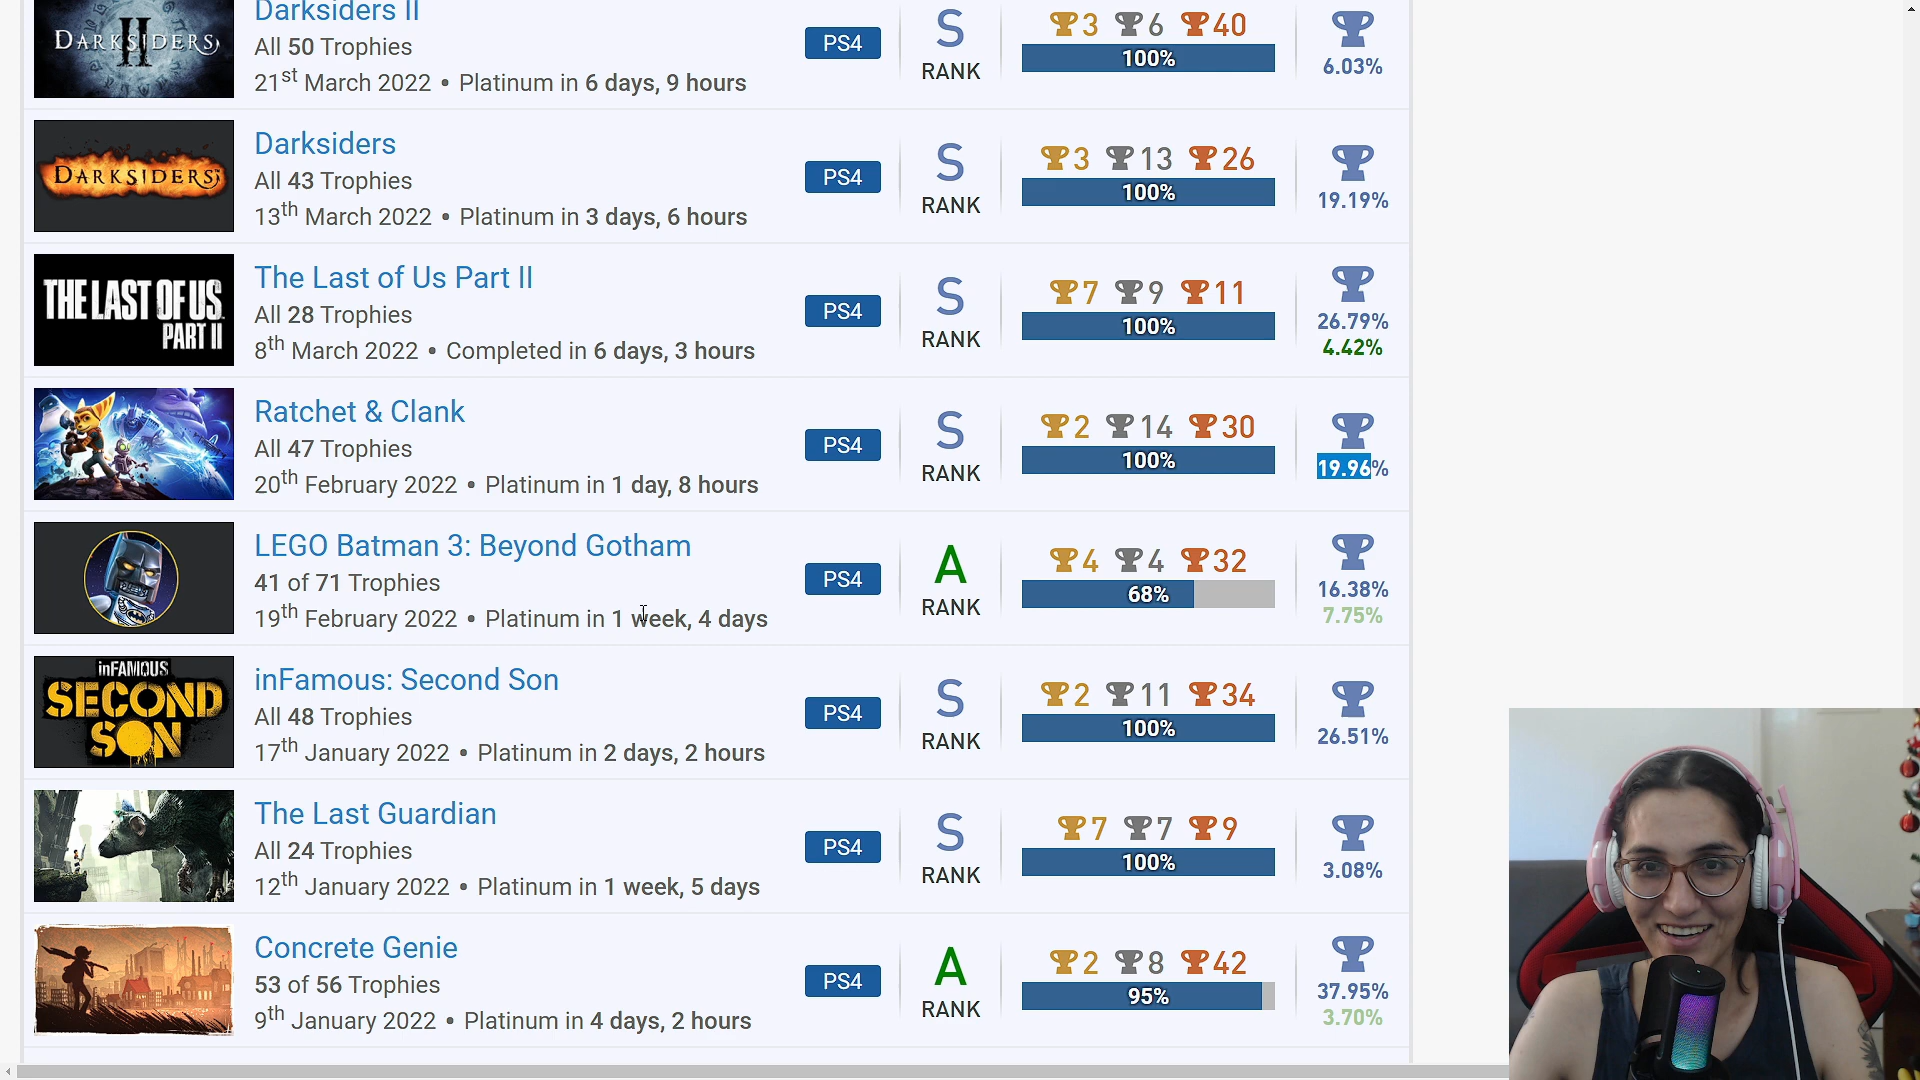 DARKSIDERS
II
Darksiders II
All 50 Trophies
21st March 2022 • Platinum in 6 days, 9 hours
PS4
S
RANK
3 6 40
100%
6.03%
DARKSIDERS
Darksiders
All 43 Trophies
13th March 2022 • Platinum in 3 days, 6 hours
PS4
S
RANK
3 13 26
100%
19.19%
THE LAST OF US
PART II
The Last of Us Part II
All 28 Trophies
8th March 2022 • Completed in 6 days, 3 hours
PS4
S
RANK
7 9 11
100%
26.79%
4.42%
Ratchet & Clank
All 47 Trophies
20th February 2022 • Platinum in 1 day, 8 hours
PS4
S
RANK
2 14 30
100%
19.96%
LEGO Batman 3: Beyond Gotham
41 of 71 Trophies
19th February 2022 • Platinum in 1 week, 4 days
PS4
A
RANK
4 4 32
68%
16.38%
7.75%
inFAMOUS
SECOND
SON
inFamous: Second Son
All 48 Trophies
17th January 2022 • Platinum in 2 days, 2 hours
PS4
S
RANK
2 11 34
100%
26.51%
The Last Guardian
All 24 Trophies
12th January 2022 • Platinum in 1 week, 5 days
PS4
S
RANK
7 7 9
100%
3.08%
Concrete Genie
53 of 56 Trophies
9th January 2022 • Platinum in 4 days, 2 hours
PS4
A
RANK
2 8 42
95%
37.95%
3.70%